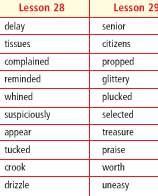 Lesson 28 Lesson 29
delay senior
tissues citizens
complained propped
reminded glittery
whined plucked
suspiciously selected
appear treasure
tucked praise
crook worth
drizzle uneasy